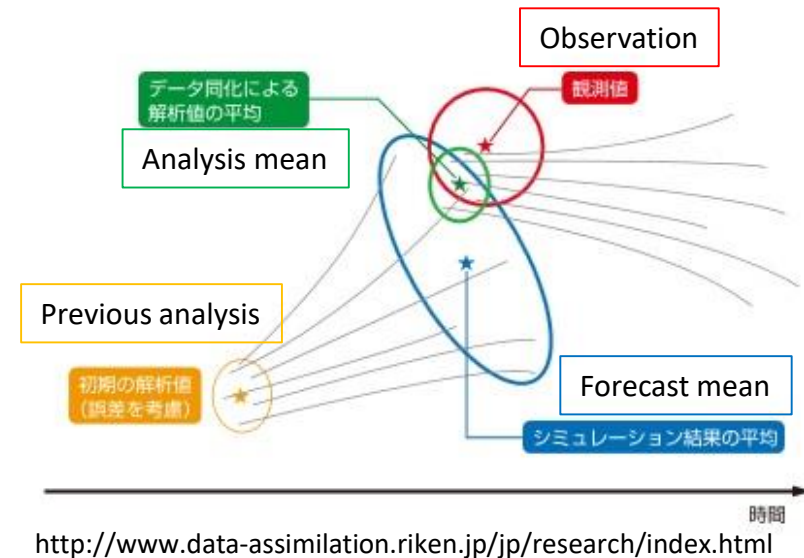 Observation
データ同化による
解析値の平均
観測値
Analysis mean
Previous analysis
初期の解析値
(誤差を考慮)
Forecast mean
シミュレーション結果の平均
時間
http://www.data-assimilation.riken.jp/jp/research/index.html